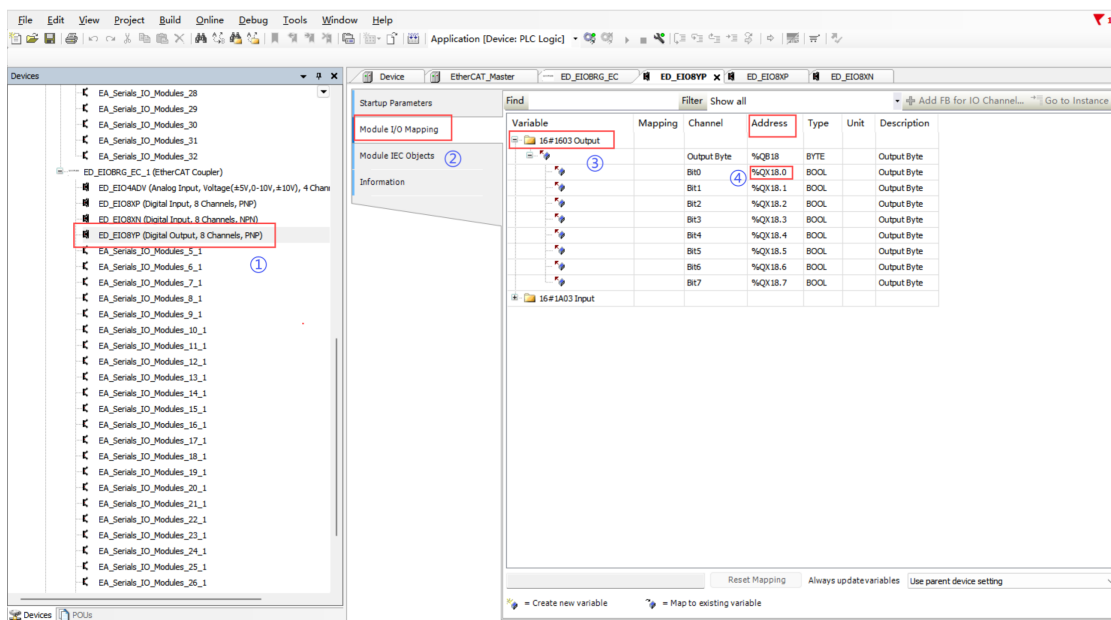 File Edit View Project Build Online Debug Tools Window Help
Application [Device: PLC Logic]
Devices
EA_Serials_IO_Modules_28
EA_Serials_IO_Modules_29
EA_Serials_IO_Modules_30
EA_Serials_IO_Modules_31
EA_Serials_IO_Modules_32
ED_EIOBRG_EC_1 (EtherCAT Coupler)
ED_EIO4ADV (Analog Input, Voltage(±5V,0-10V,±10V), 4 Chann
ED_EIO8XP (Digital Input, 8 Channels, PNP)
ED_EIO8XN (Digital Input, 8 Channels, NPN)
ED_EIO8YP (Digital Output, 8 Channels, PNP)
①
EA_Serials_IO_Modules_5_1
EA_Serials_IO_Modules_6_1
EA_Serials_IO_Modules_7_1
EA_Serials_IO_Modules_8_1
EA_Serials_IO_Modules_9_1
EA_Serials_IO_Modules_10_1
EA_Serials_IO_Modules_11_1
EA_Serials_IO_Modules_12_1
EA_Serials_IO_Modules_13_1
EA_Serials_IO_Modules_14_1
EA_Serials_IO_Modules_15_1
EA_Serials_IO_Modules_16_1
EA_Serials_IO_Modules_17_1
EA_Serials_IO_Modules_18_1
EA_Serials_IO_Modules_19_1
EA_Serials_IO_Modules_20_1
EA_Serials_IO_Modules_21_1
EA_Serials_IO_Modules_22_1
EA_Serials_IO_Modules_23_1
EA_Serials_IO_Modules_24_1
EA_Serials_IO_Modules_25_1
EA_Serials_IO_Modules_26_1
Devices POUs
Device EtherCAT_Master ED_EIOBRG_EC ED_EIO8YP ED_EIO8XP ED_EIO8XN
Startup Parameters
Module I/O Mapping
Module IEC Objects ②
Information
Find Filter Show all Add FB for IO Channel... Go to Instance
Variable Mapping Channel Address Type Unit Description
16#1603 Output
③ Output Byte %QB18 BYTE Output Byte
Bit0 ④ %QX18.0 BOOL Output Byte
Bit1 %QX18.1 BOOL Output Byte
Bit2 %QX18.2 BOOL Output Byte
Bit3 %QX18.3 BOOL Output Byte
Bit4 %QX18.4 BOOL Output Byte
Bit5 %QX18.5 BOOL Output Byte
Bit6 %QX18.6 BOOL Output Byte
Bit7 %QX18.7 BOOL Output Byte
16#1A03 Input
Reset Mapping Always update variables Use parent device setting
= Create new variable = Map to existing variable